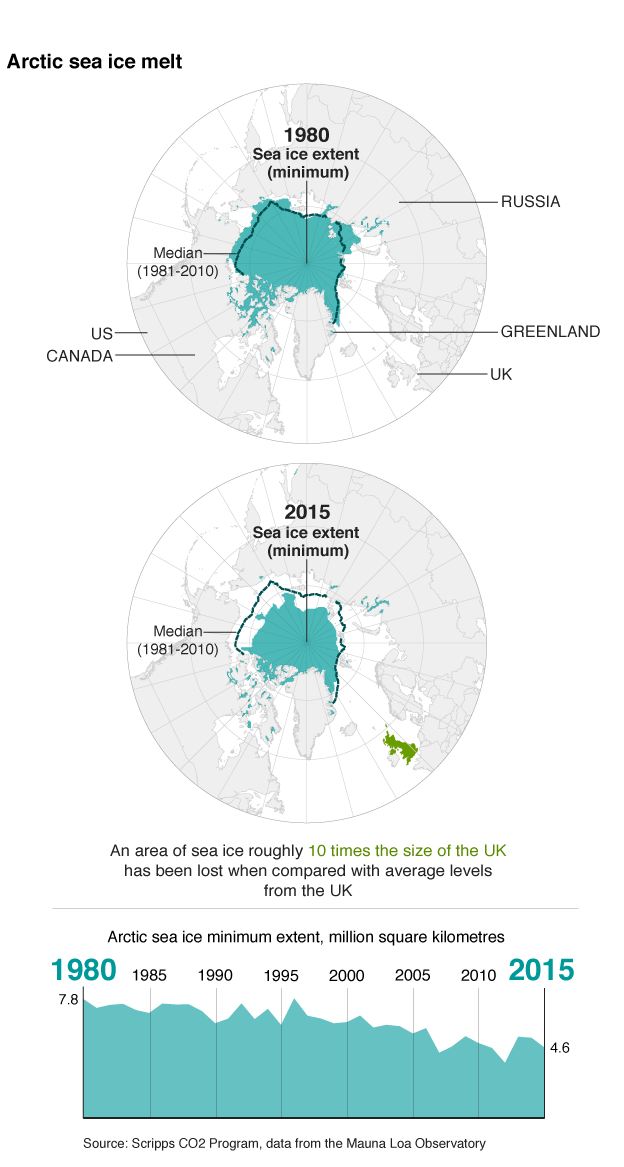 Arctic sea ice melt
1980
Sea ice extent
(minimum)
RUSSIA
Median
(1981-2010)
US
CANADA
GREENLAND
UK
2015
Sea ice extent
(minimum)
Median
(1981-2010)
An area of sea ice roughly 10 times the size of the UK
has been lost when compared with average levels
from the UK
Arctic sea ice minimum extent, million square kilometres
1980 1985 1990 1995 2000 2005 2010 2015
7.8
4.6
Source: Scripps CO2 Program, data from the Mauna Loa Observatory